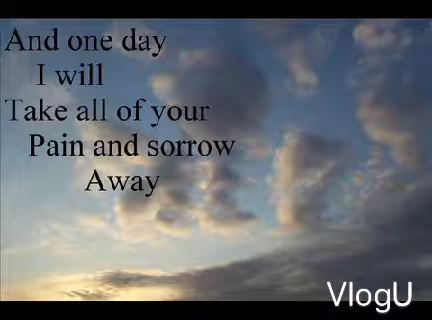 And one day
I will
Take all of your
Pain and sorrow
Away
VlogU